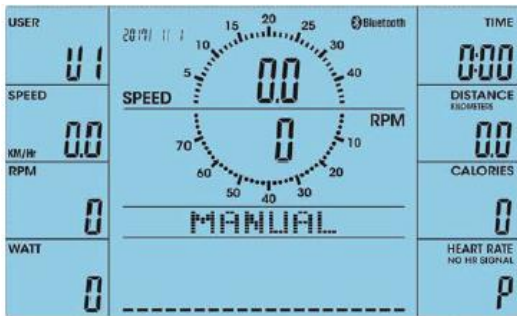 USER
U1
SPEED
KM/Hr 0.0
RPM
0
WATT
0
Bluetooth
5 10 15 20 25 30 40
SPEED 0.0
0 RPM
70 60 50 40 30 20 10
MANUAL
TIME
0:00
DISTANCE
KILOMETERS
0.0
CALORIES
0
HEART RATE
NO HR SIGNAL
P